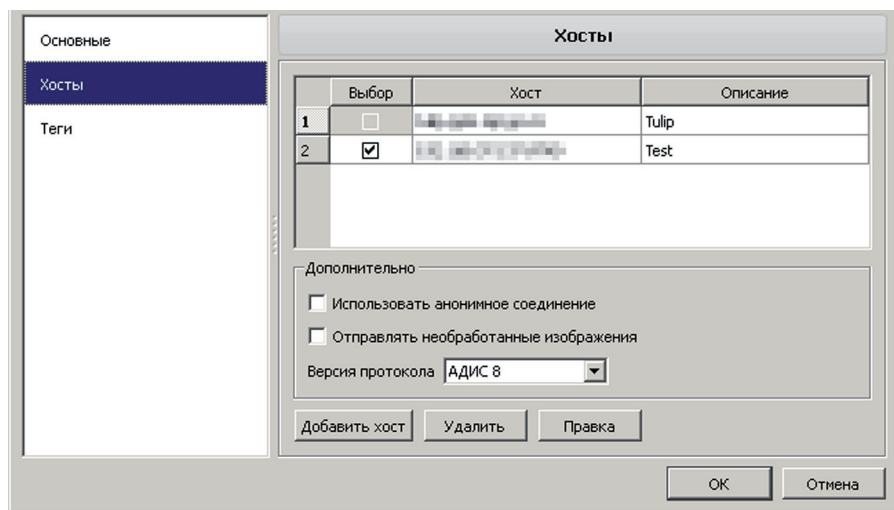 Основные
Хосты
Теги
Хосты
Выбор Хост Описание
1 Tulip
2 Test
Дополнительно
Использовать анонимное соединение
Отправлять необработанные изображения
Версия протокола АДИС 8
Добавить хост Удалить Правка
OK Отмена